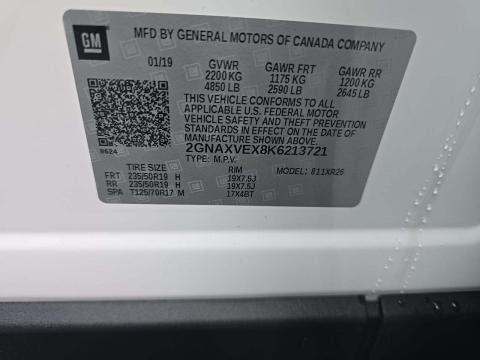 GM
MFD BY GENERAL MOTORS OF CANADA COMPANY
01/19 GVWR GAWR FRT GAWR RR
2200 KG 1175 KG 1200 KG
4850 LB 2590 LB 2645 LB
THIS VEHICLE CONFORMS TO ALL
APPLICABLE U.S. FEDERAL MOTOR
VEHICLE SAFETY, BUMPER, AND THEFT
PREVENTION STANDARDS IN EFFECT ON
THE DATE OF MANUFACTURE SHOWN ABOVE.
2GNAXVEX8K6213721
TYPE: M.P.V.
TIRE SIZE RIM MODEL: 811XR26
FRT 235/50R19 H 19X7.5J
RR 235/50R19 H 19X7.5J
SPA T125/70R17 M 17X4BT